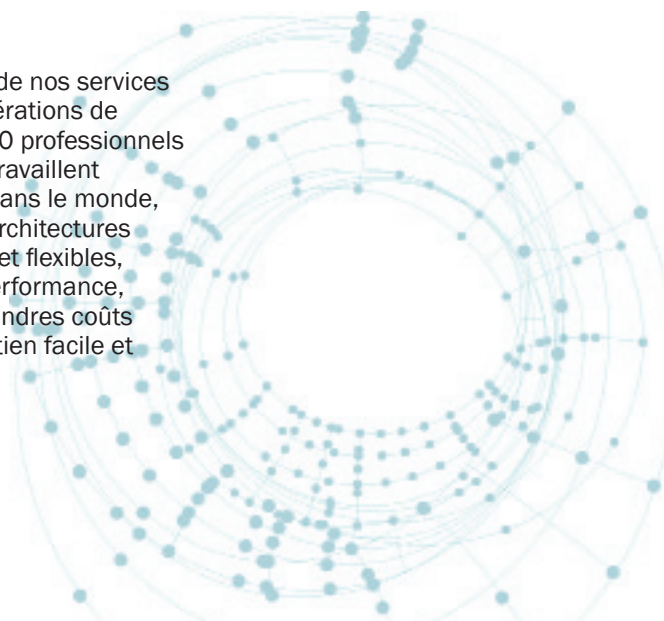 de nos services
érations de
0 professionnels
ravaillent
ans le monde,
rchitectures
et flexibles,
erformance,
ndres coûts
tien facile et